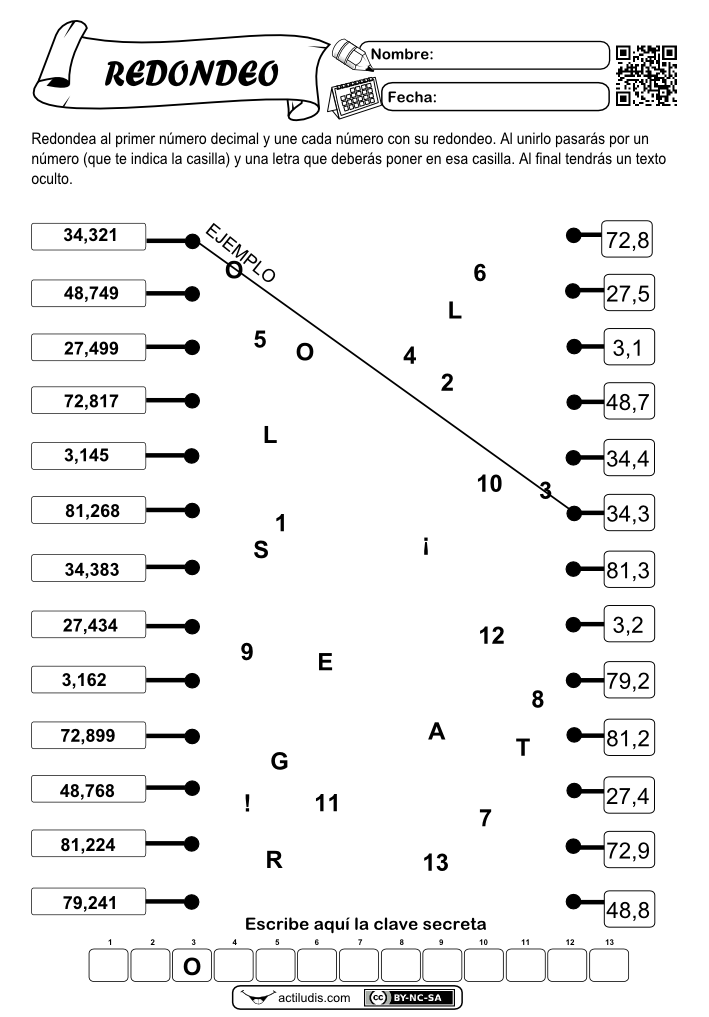 REDONDEO
Nombre:
Fecha:
Redondea al primer número decimal y une cada número con su redondeo. Al unirlo pasarás por un
número (que te indica la casilla) y una letra que deberás poner en esa casilla. Al final tendrás un texto
oculto.
34,321 EJEMPLO 72,8
O 6
48,749 27,5
L
5 O 4
27,499 3,1
2
72,817 48,7
L
3,145 34,4
10 3
81,268 34,3
1
S ¡
34,383 81,3
27,434 12 3,2
9 E
3,162 79,2
8
72,899 A T 81,2
G
48,768 27,4
! 11
7
81,224 72,9
R 13
79,241 48,8
Escribe aquí la clave secreta
1 2 3 4 5 6 7 8 9 10 11 12 13
O
actiludis.com cc BY-NC-SA